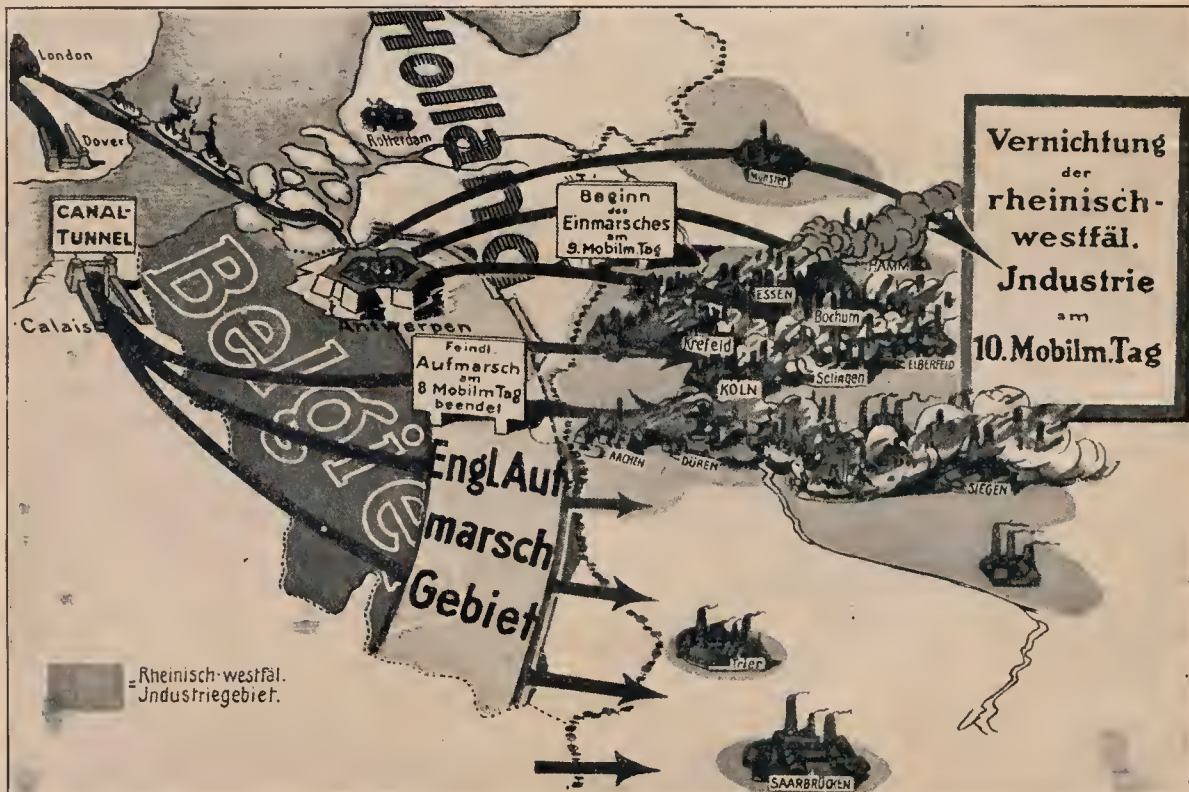 London
Dover
CANAL-
TUNNEL
Calais
Holland
Rotterdam
Belgien
Antwerpen
Münster
Beginn
des
Einmarsches
am
9. Mobilm Tag
Feindl.
Aufmarsch
am
8 Mobilm Tag
beendet
Engl. Auf
marsch
Gebiet
HAMM
ESSEN
Bochum
Krefeld
ELBERFELD
Solingen
KÖLN
AACHEN
DÜREN
SIEGEN
Trier
SAARBRÜCKEN
Vernichtung
der
rheinisch-
westfäl.
Jndustrie
am
10. Mobilm. Tag
= Rheinisch-westfäl.
Jndustriegebiet.